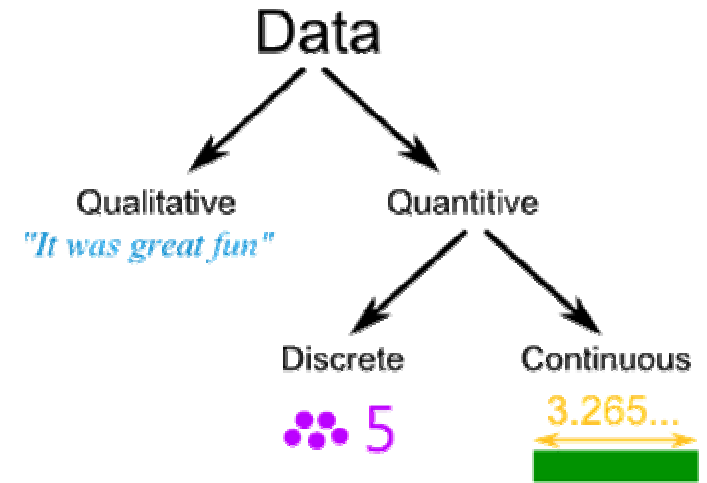 Data
Qualitative
"It was great fun"
Quantitive
Discrete
5
Continuous
3.265...